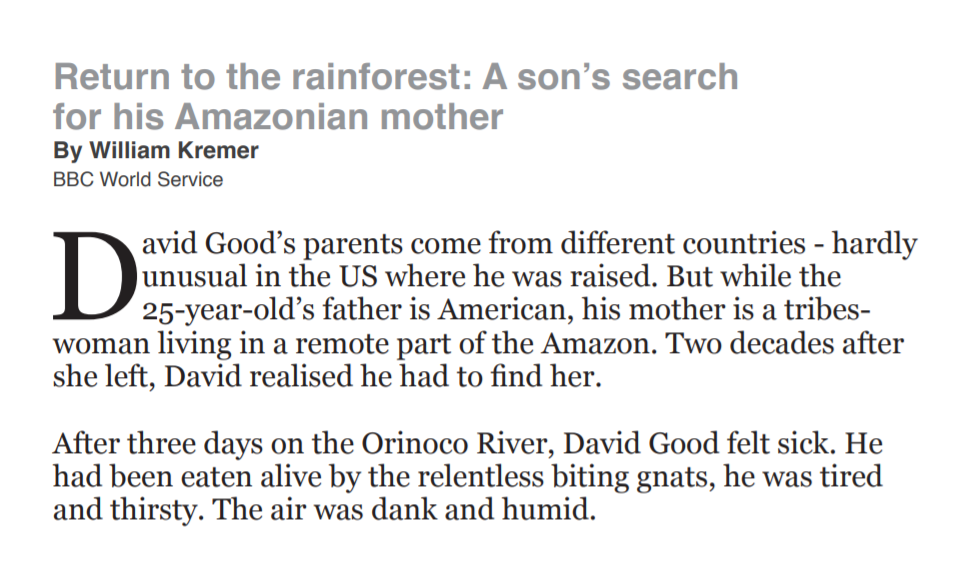 Return to the rainforest: A son’s search
for his Amazonian mother
By William Kremer
BBC World Service
David Good’s parents come from different countries - hardly
unusual in the US where he was raised. But while the
25-year-old’s father is American, his mother is a tribes-
woman living in a remote part of the Amazon. Two decades after
she left, David realised he had to find her.
After three days on the Orinoco River, David Good felt sick. He
had been eaten alive by the relentless biting gnats, he was tired
and thirsty. The air was dank and humid.